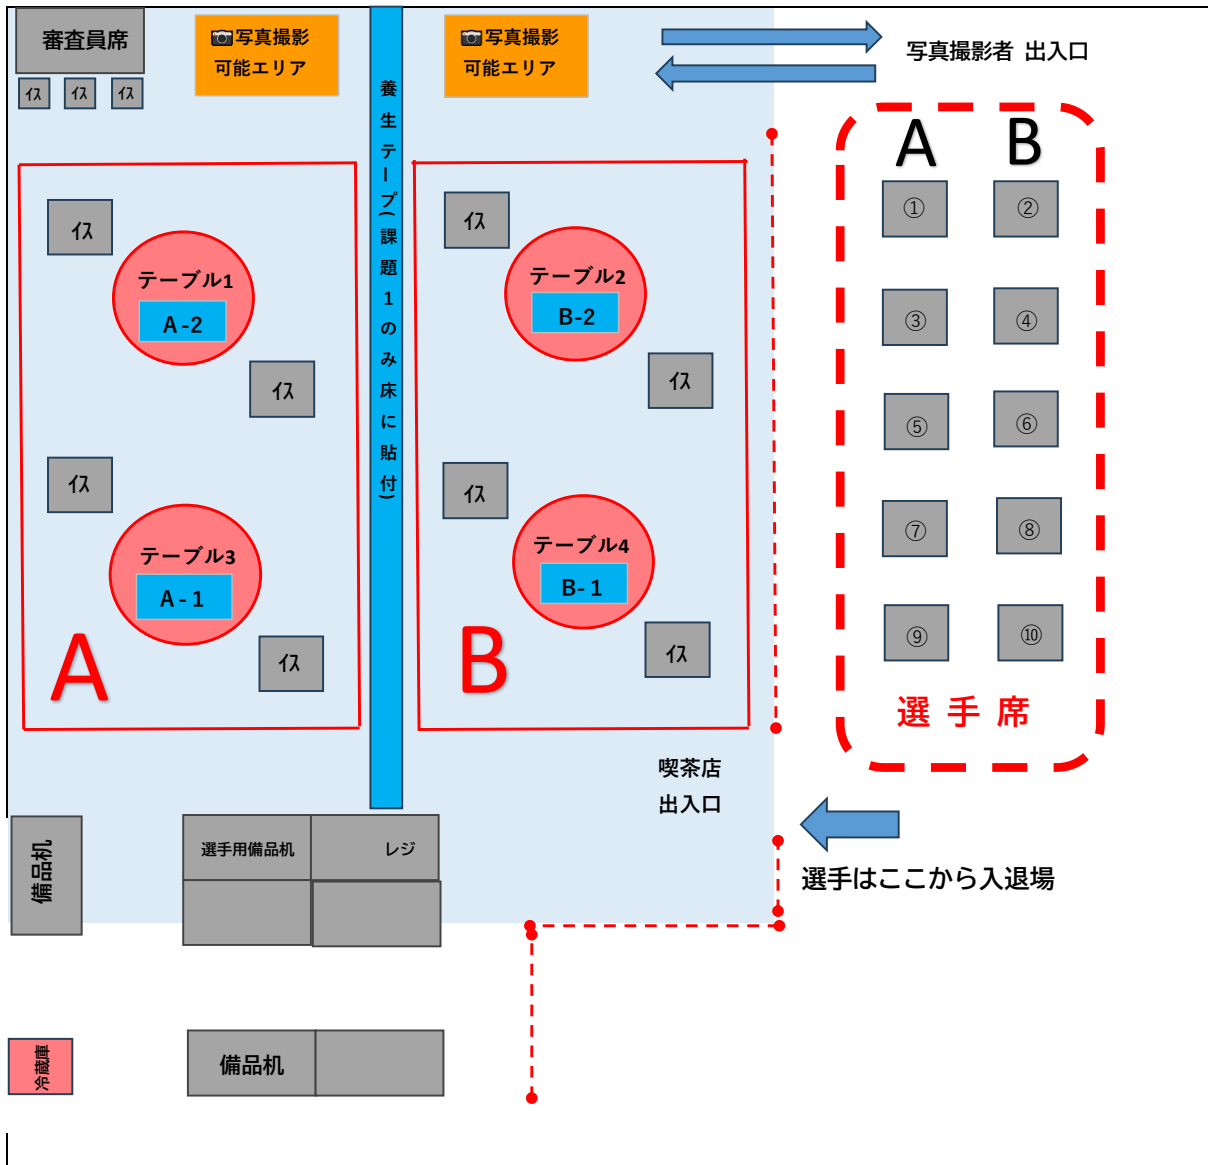 審査員席
ｲｽ
ｲｽ
ｲｽ
写真撮影
可能エリア
写真撮影
可能エリア
写真撮影者 出入口
養生テープ(課題１のみ床に貼付)
ｲｽ
テーブル1
A-2
ｲｽ
ｲｽ
テーブル3
A-1
ｲｽ
A
ｲｽ
テーブル2
B-2
ｲｽ
ｲｽ
テーブル4
B-1
ｲｽ
B
A B
① ②
③ ④
⑤ ⑥
⑦ ⑧
⑨ ⑩
選手席
喫茶店
出入口
選手はここから入退場
備品机
選手用備品机
レジ
冷蔵庫
備品机